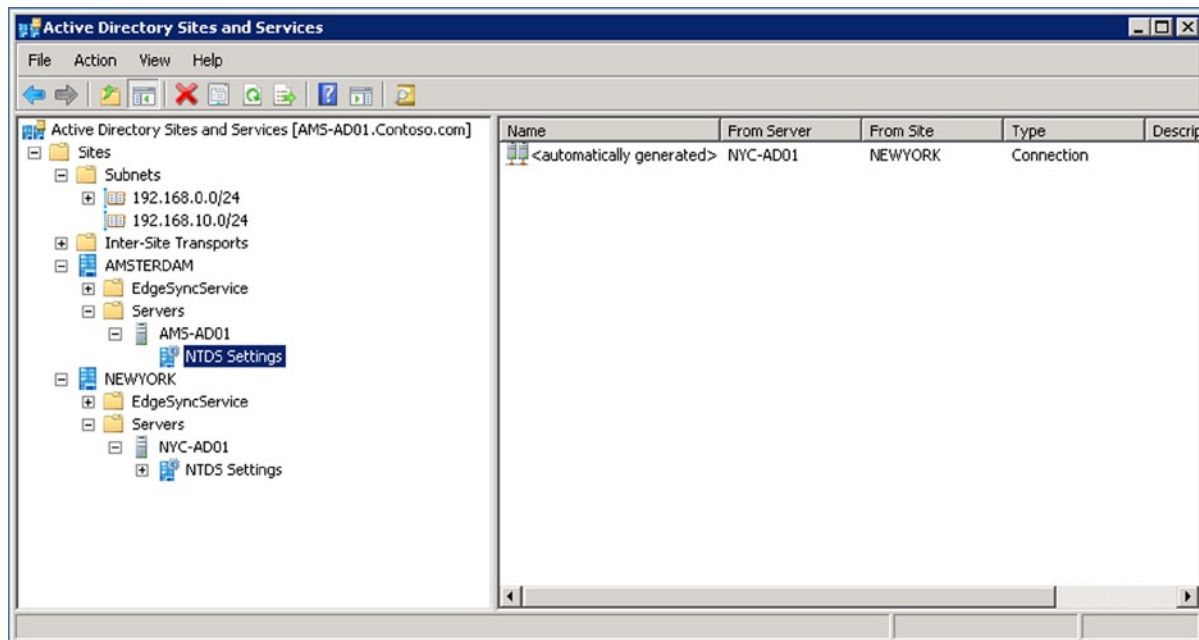 Active Directory Sites and Services
File Action View Help
Active Directory Sites and Services [AMS-AD01.Contoso.com]
Sites
Subnets
192.168.0.0/24
192.168.10.0/24
Inter-Site Transports
AMSTERDAM
EdgeSyncService
Servers
AMS-AD01
NTDS Settings
NEWYORK
EdgeSyncService
Servers
NYC-AD01
NTDS Settings
Name From Server From Site Type Descrip
<automatically generated> NYC-AD01 NEWYORK Connection